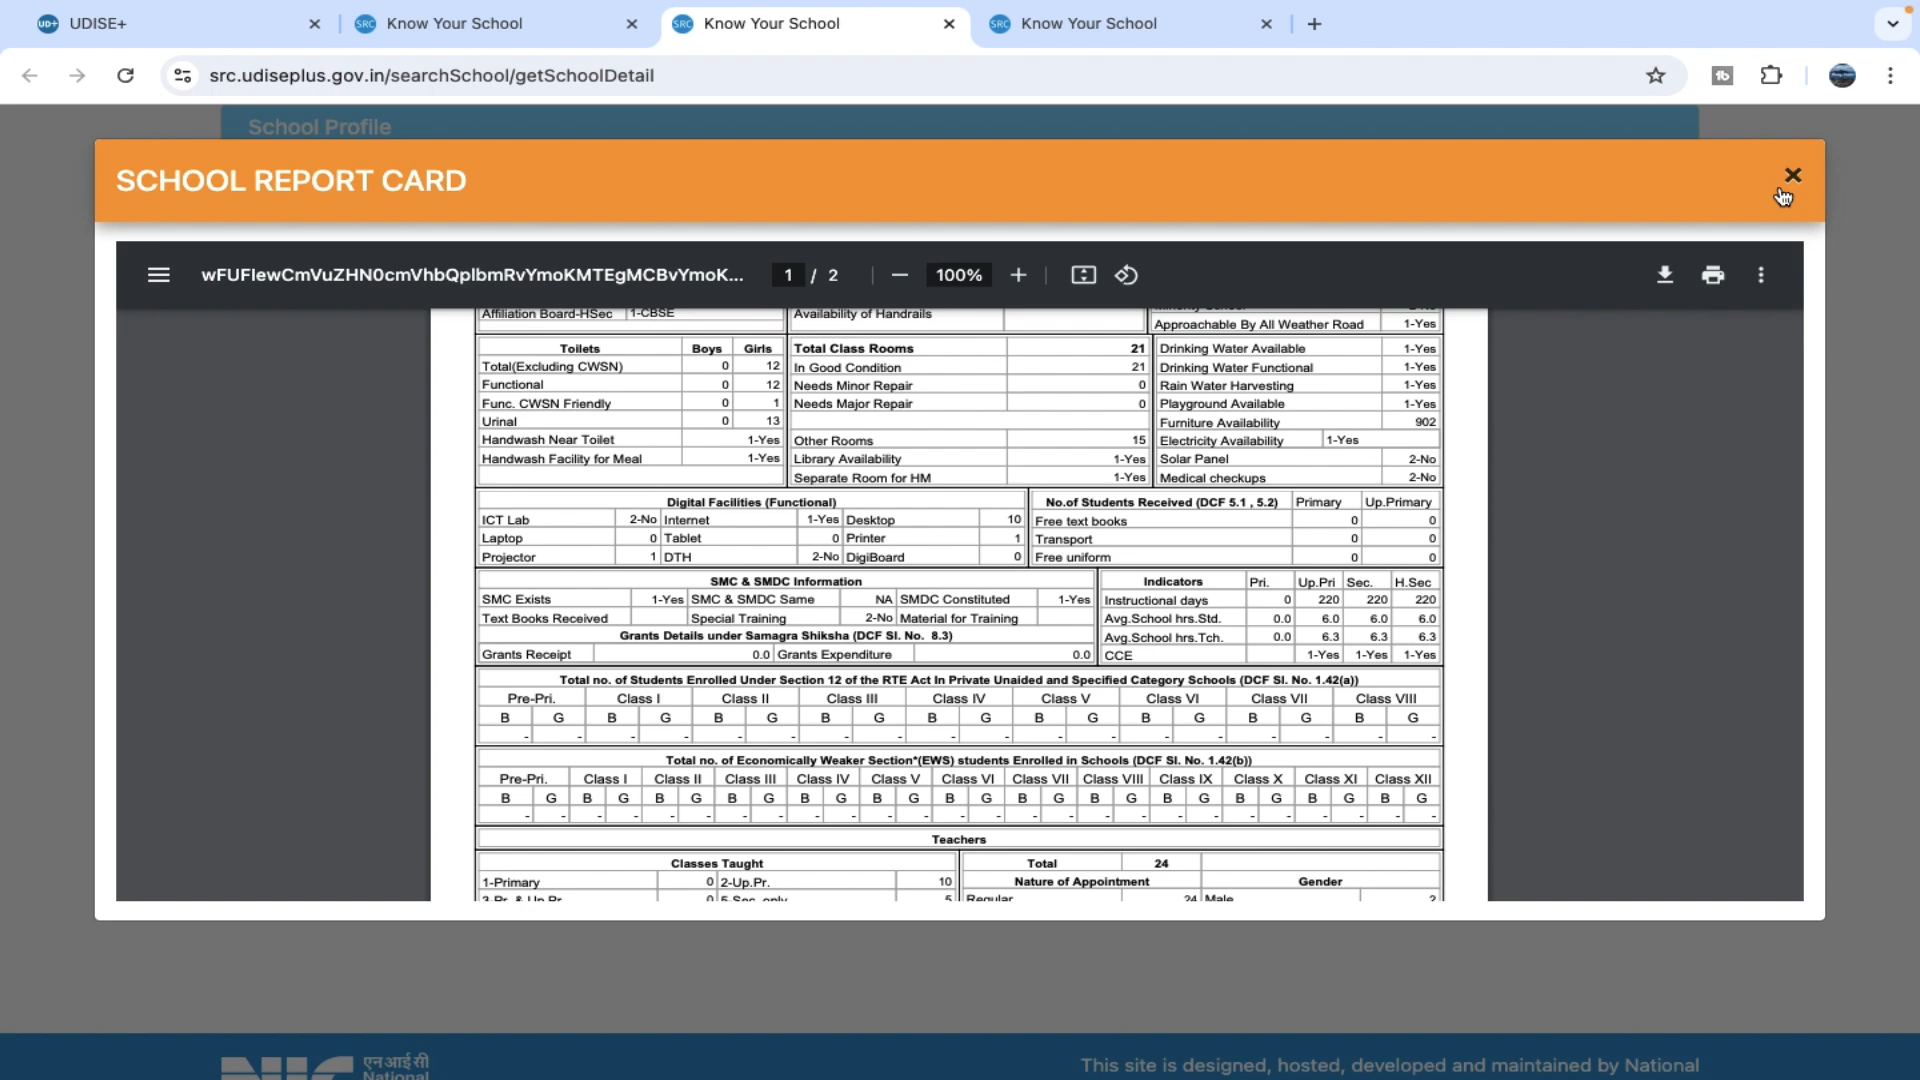 UDISE+ Know Your School Know Your School Know Your School
src.udiseplus.gov.in/searchSchool/getSchoolDetail
School Profile
SCHOOL REPORT CARD
1 / 2 100%
Affiliation Board-HSec 1-CBSE Availability of Handrails
Approachable By All Weather Road 1-Yes
Toilets Boys Girls Total Class Rooms 21 Drinking Water Available 1-Yes
Total(Excluding CWSN) 0 12 In Good Condition 21 Drinking Water Functional 1-Yes
Functional 0 12 Needs Minor Repair 0 Rain Water Harvesting 1-Yes
Func. CWSN Friendly 0 1 Needs Major Repair 0 Playground Available 1-Yes
Urinal 0 13 Furniture Availability 902
Handwash Near Toilet 1-Yes Other Rooms 15 Electricity Availability 1-Yes
Handwash Facility for Meal 1-Yes Library Availability 1-Yes Solar Panel 2-No
Separate Room for HM 1-Yes Medical checkups 2-No
Digital Facilities (Functional) No.of Students Received (DCF 5.1 , 5.2) Primary Up.Primary
ICT Lab 2-No Internet 1-Yes Desktop 10 Free text books 0 0
Laptop 0 Tablet 0 Printer 1 Transport 0 0
Projector 1 DTH 2-No DigiBoard 0 Free uniform 0 0
SMC & SMDC Information Indicators Pri. Up.Pri Sec. H.Sec
SMC Exists 1-Yes SMC & SMDC Same NA SMDC Constituted 1-Yes Instructional days 0 220 220 220
Text Books Received Special Training 2-No Material for Training Avg.School hrs.Std. 0.0 6.0 6.0 6.0
Grants Details under Samagra Shiksha (DCF Sl. No. 8.3) Avg.School hrs.Tch. 0.0 6.3 6.3 6.3
Grants Receipt 0.0 Grants Expenditure 0.0 CCE 1-Yes 1-Yes 1-Yes
Total no. of Students Enrolled Under Section 12 of the RTE Act In Private Unaided and Specified Category Schools (DCF Sl. No. 1.42(a))
Pre-Pri. Class I Class II Class III Class IV Class V Class VI Class VII Class VIII
B G B G B G B G B G B G B G B G B G
- - - - - - - - - - - - - - - - - -
Total no. of Economically Weaker Section*(EWS) students Enrolled in Schools (DCF Sl. No. 1.42(b))
Pre-Pri. Class I Class II Class III Class IV Class V Class VI Class VII Class VIII Class IX Class X Class XI Class XII
B G B G B G B G B G B G B G B G B G B G B G B G B G
- - - - - - - - - - - - - - - - - - - - - - - - - -
Teachers
Classes Taught Total 24
1-Primary 0 2-Up.Pr. 10 Nature of Appointment Gender
3-Pr. & Up.Pr. 0 5-Sec. only 5 Regular 24 Male 2
NIC एनआईसी
National
This site is designed, hosted, developed and maintained by National